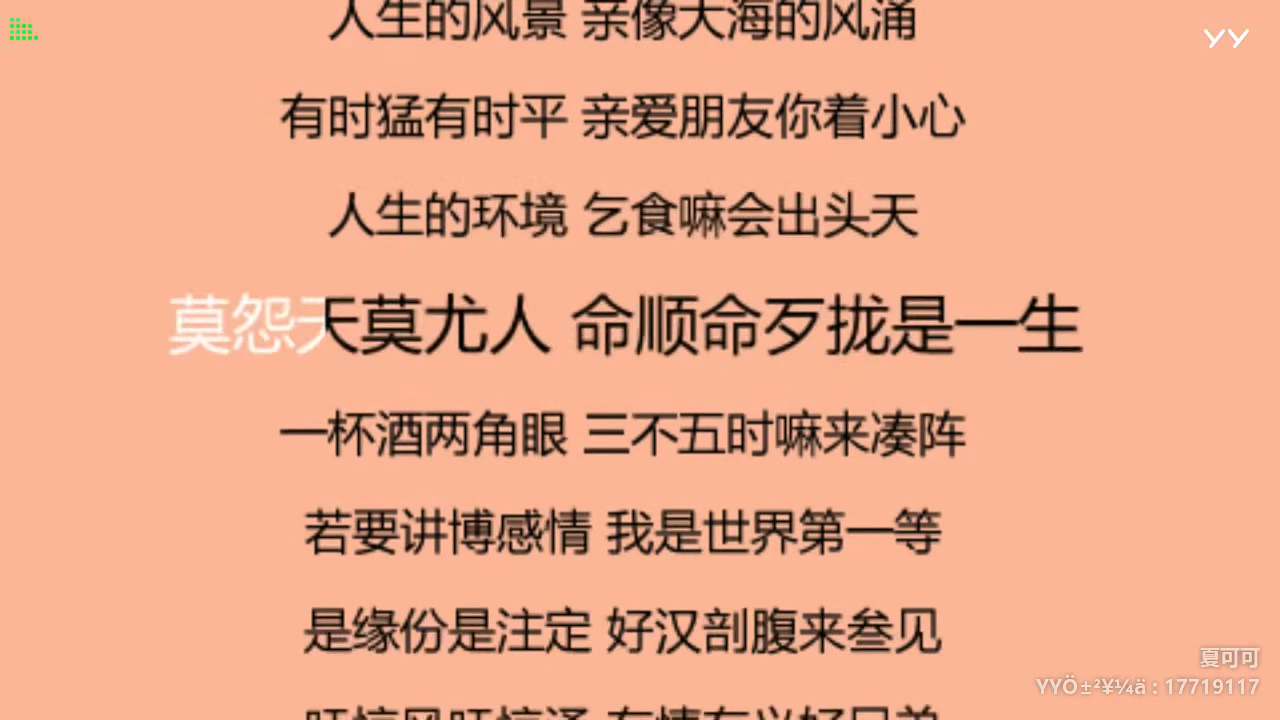 YY
人生的风景 亲像大海的风涌
有时猛有时平 亲爱朋友你着小心
人生的环境 乞食嘛会出头天
莫怨天莫尤人 命顺命歹拢是一生
一杯酒两角眼 三不五时嘛来凑阵
若要讲博感情 我是世界第一等
是缘份是注定 好汉剖腹来叁见
夏可可
YYÖ±²¥¼ä : 17719117